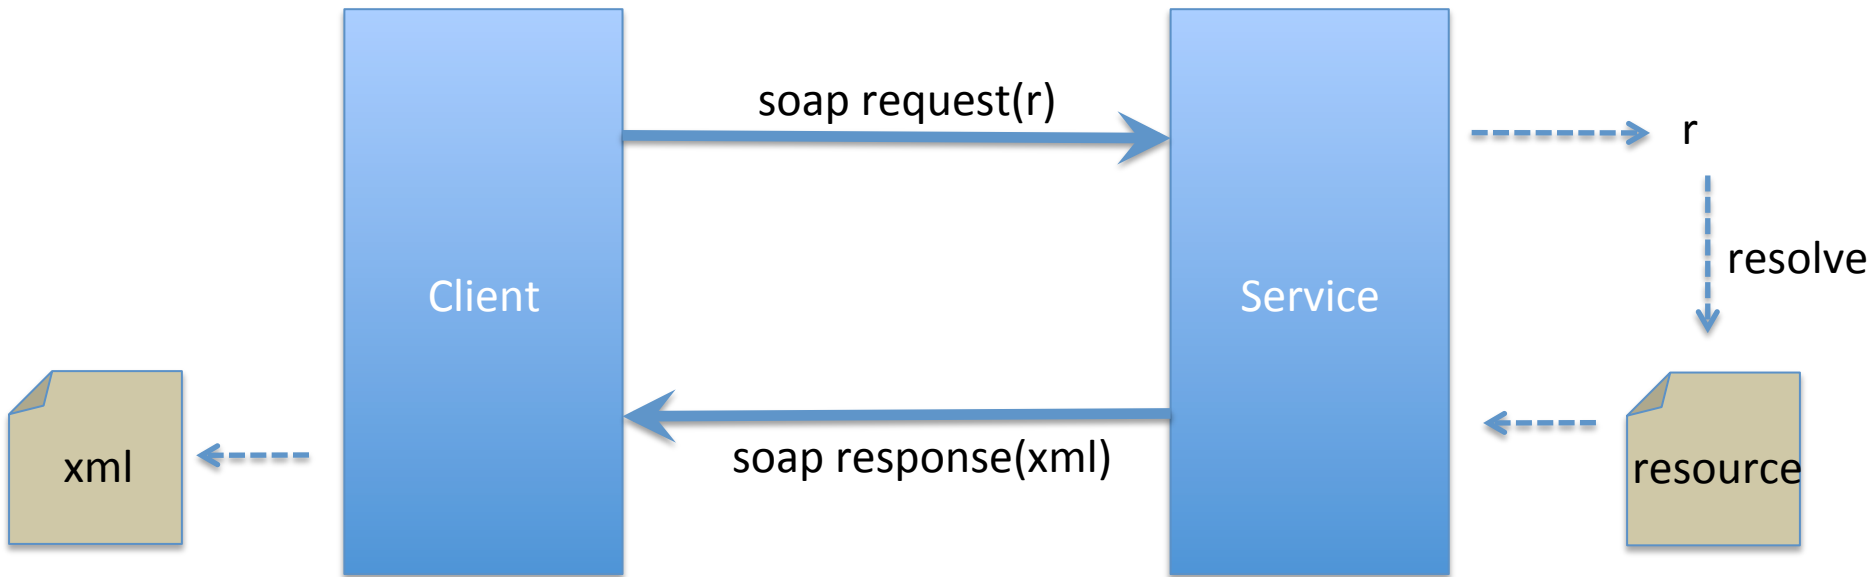 soap request(r)
r
resolve
Client
Service
xml
soap response(xml)
resource